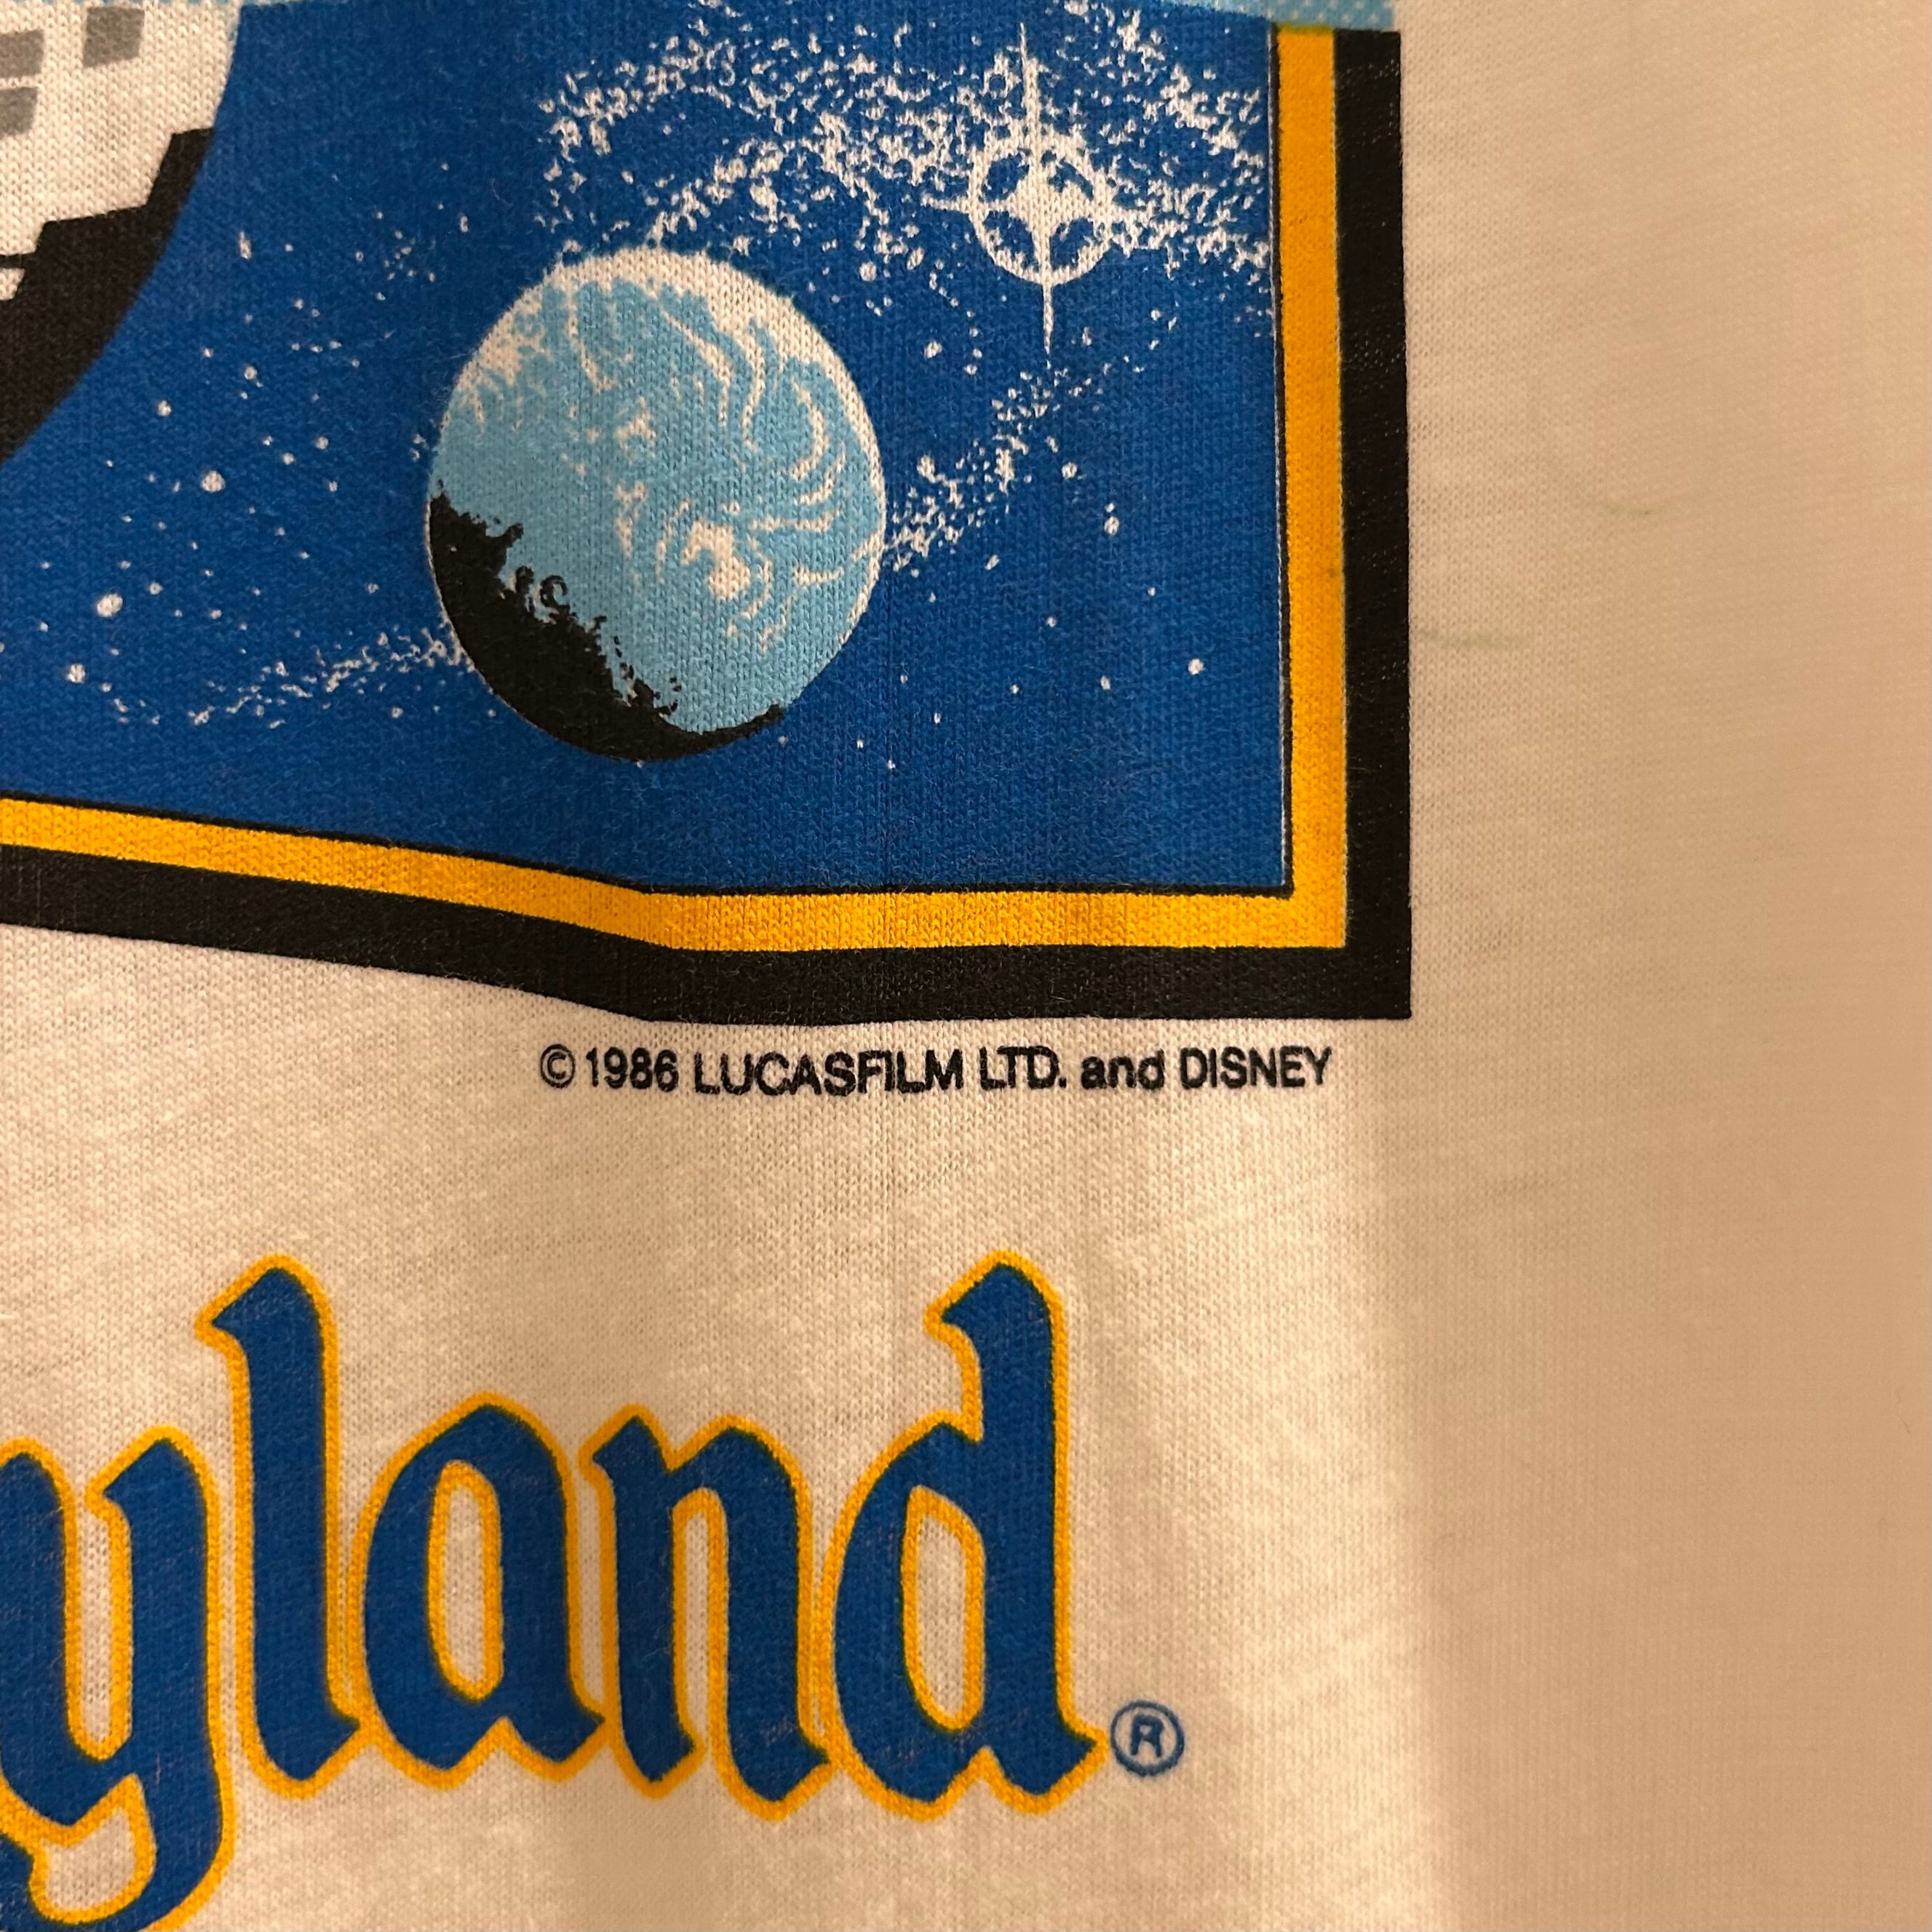 © 1986 LUCASFILM LTD. and DISNEY
yland®